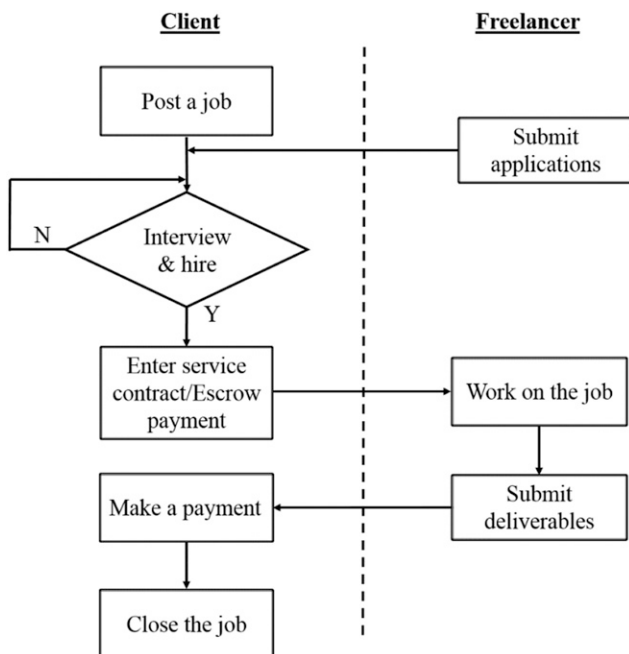 Client
Freelancer
Post a job
Submit
applications
N
Interview
& hire
Y
Enter service
contract/Escrow
payment
Work on the job
Make a payment
Submit
deliverables
Close the job